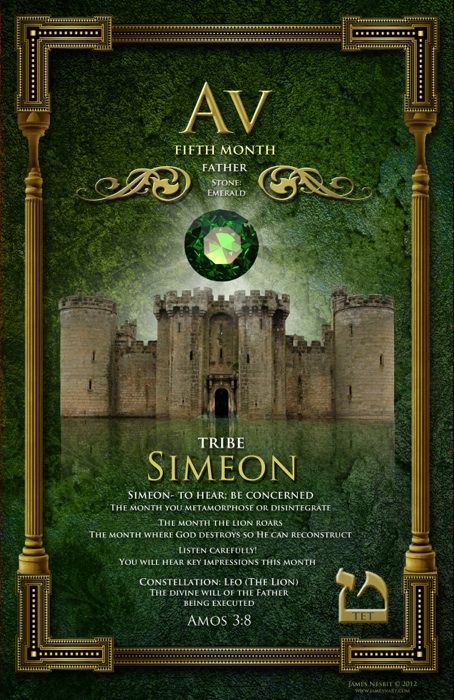 Av
FIFTH MONTH
FATHER
STONE:
EMERALD
TRIBE
SIMEON
SIMEON- TO HEAR; BE CONCERNED
THE MONTH YOU METAMORPHOSE OR DISINTEGRATE
THE MONTH THE LION ROARS
THE MONTH WHERE GOD DESTROYS SO HE CAN RECONSTRUCT
LISTEN CAREFULLY!
YOU WILL HEAR KEY IMPRESSIONS THIS MONTH
CONSTELLATION: LEO (THE LION)
THE DIVINE WILL OF THE FATHER
BEING EXECUTED
AMOS 3:8
ט
TET
JAMES NESBIT © 2012